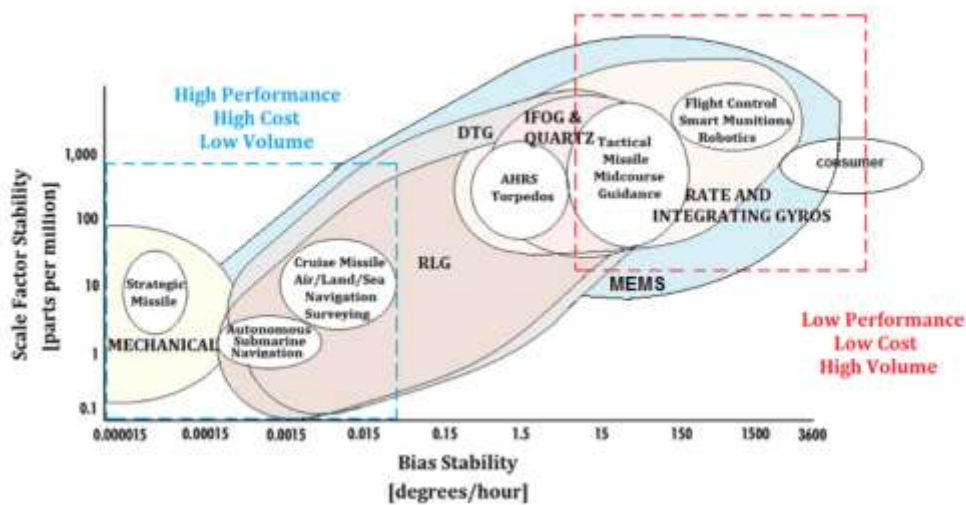 High Performance
High Cost
Low Volume
DTG
IFOG &
QUARTZ
Flight Control
Smart Munitions
Robotics
Tactical
Missile
Midcourse
Guidance
AHRS
Torpedos
consumer
RATE AND
INTEGRATING GYROS
RLG
MEMS
Cruise Missile
Air/Land/Sea
Navigation
Surveying
Strategic
Missile
MECHANICAL
Autonomous
Submarine
Navigation
Low Performance
Low Cost
High Volume
Scale Factor Stability
[parts per million]
1,000
100
10
1
0.1
0.000015 0.00015 0.0015 0.015 0.15 1.5 15 150 1500 3600
Bias Stability
[degrees/hour]